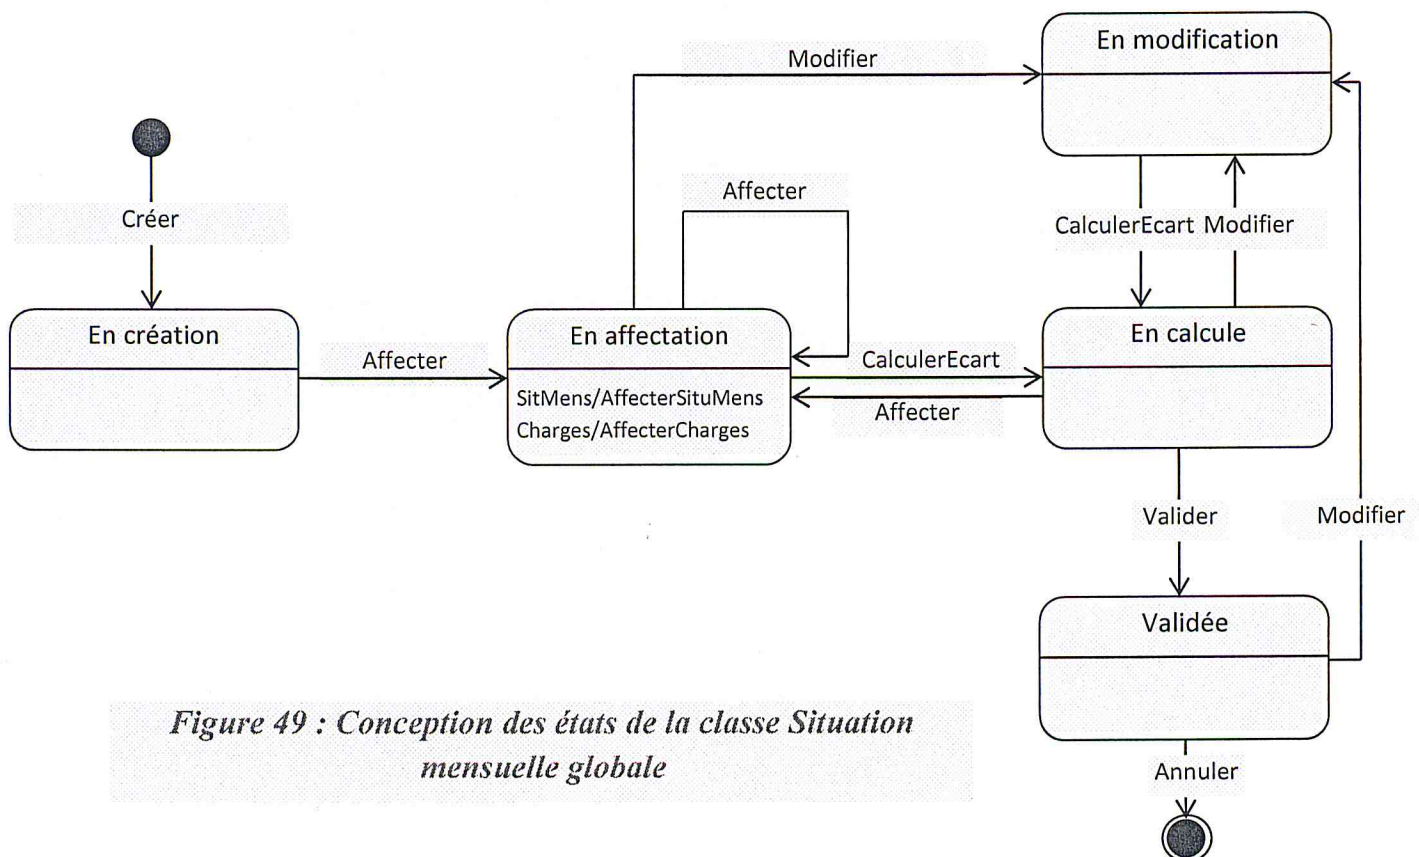 En modification
Modifier
Affecter
Créer
CalculerEcart Modifier
En création
En affectation
En calcule
Affecter
CalculerEcart
SitMens/AffecterSituMens
Affecter
Charges/AffecterCharges
Valider
Modifier
Validée
Figure 49 : Conception des états de la classe Situation
mensuelle globale
Annuler